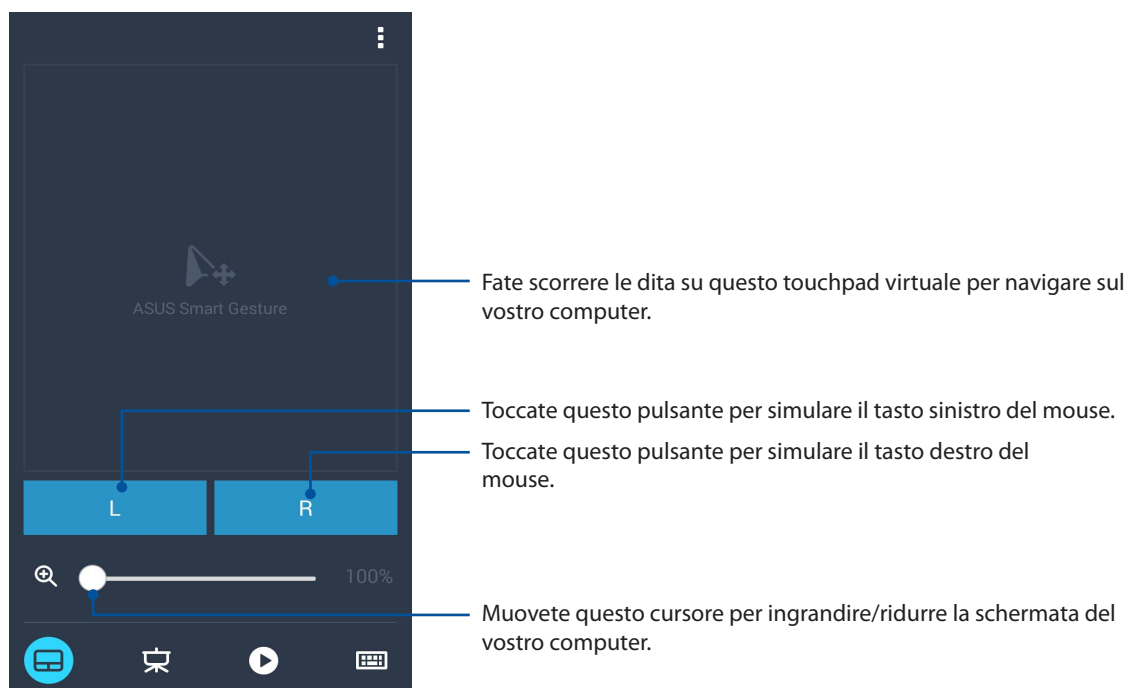 ASUS Smart Gesture
Fate scorrere le dita su questo touchpad virtuale per navigare sul
vostro computer.
Toccate questo pulsante per simulare il tasto sinistro del mouse.
Toccate questo pulsante per simulare il tasto destro del
mouse.
L
R
100%
Muovete questo cursore per ingrandire/ridurre la schermata del
vostro computer.